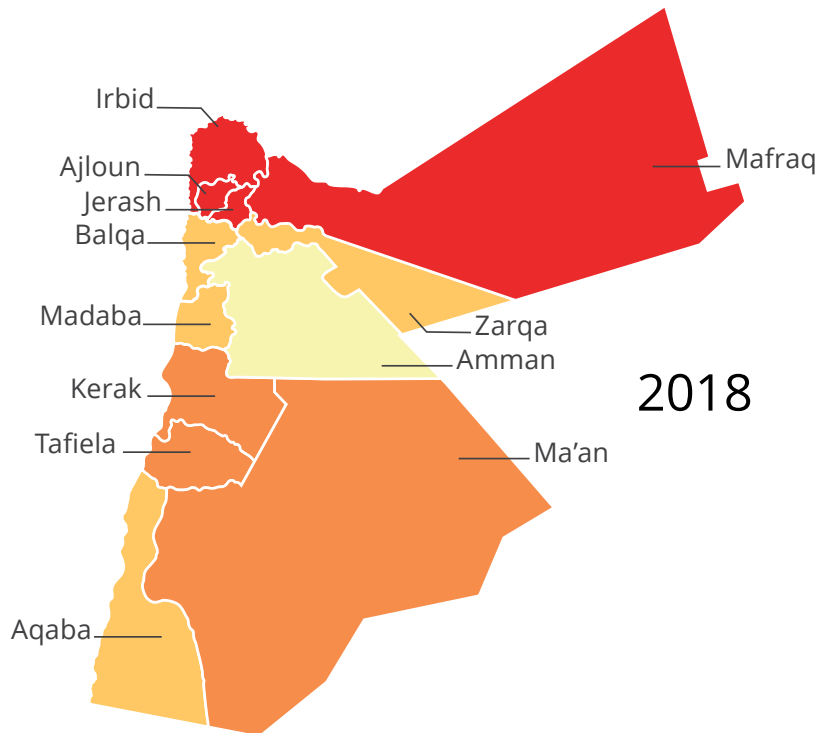 Irbid
Mafraq
Ajloun
Jerash
Balqa
Madaba
Zarqa
Amman
Kerak
2018
Tafiela
Ma’an
Aqaba